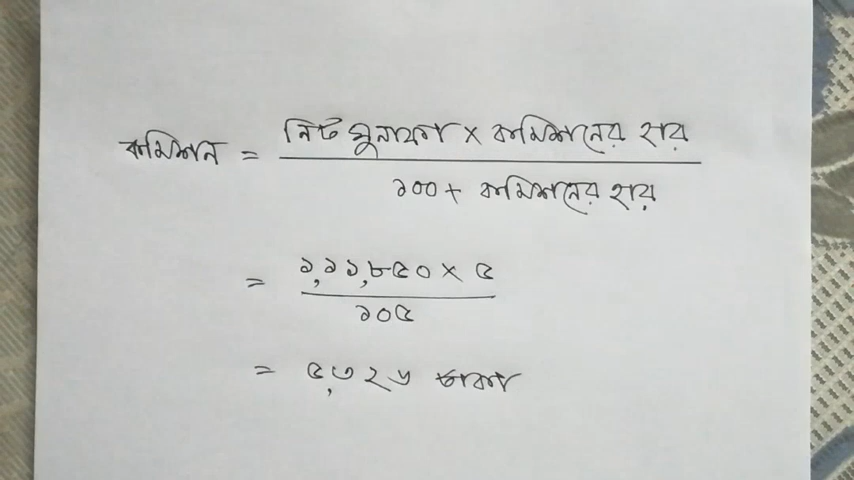 কমিশন = নিট মুনাফা × কমিশনের হার
১০০ + কমিশনের হার
= ১,১১,৮৫০ × ৫
১০৫
= ৫,৩২৬ টাকা